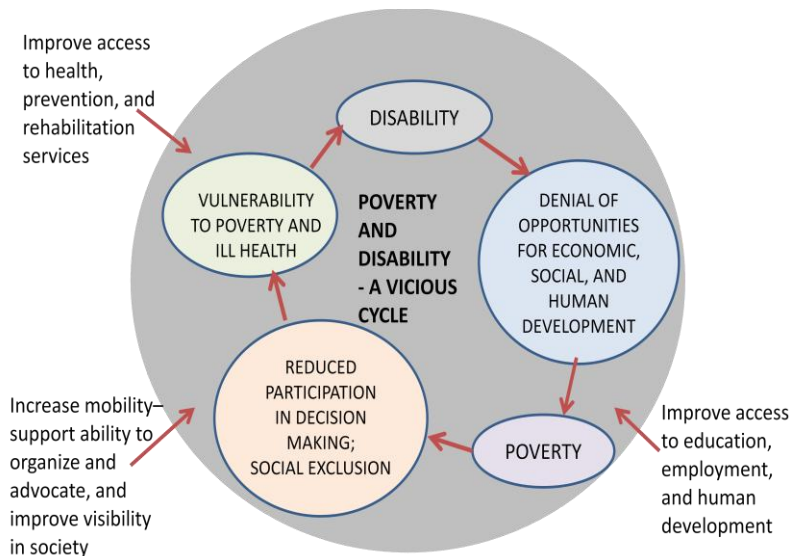 Improve access
to health,
prevention, and
rehabilitation
services
DISABILITY
VULNERABILITY
TO POVERTY AND
ILL HEALTH
POVERTY
AND
DISABILITY
- A VICIOUS
CYCLE
DENIAL OF
OPPORTUNITIES
FOR ECONOMIC,
SOCIAL, AND
HUMAN
DEVELOPMENT
REDUCED
PARTICIPATION
IN DECISION
MAKING;
SOCIAL EXCLUSION
POVERTY
Increase mobility–
support ability to
organize and
advocate, and
improve visibility
in society
Improve access
to education,
employment,
and human
development